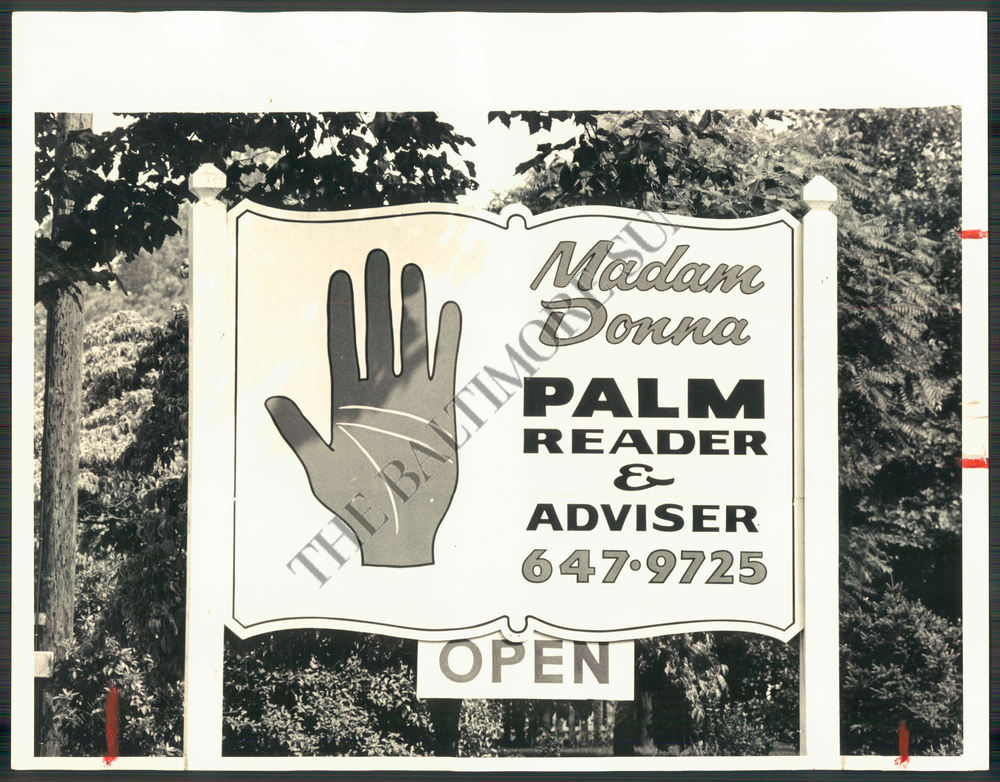 Madam
Donna
PALM
READER
&
ADVISER
647·9725
OPEN
THE BALTIMORE SUN